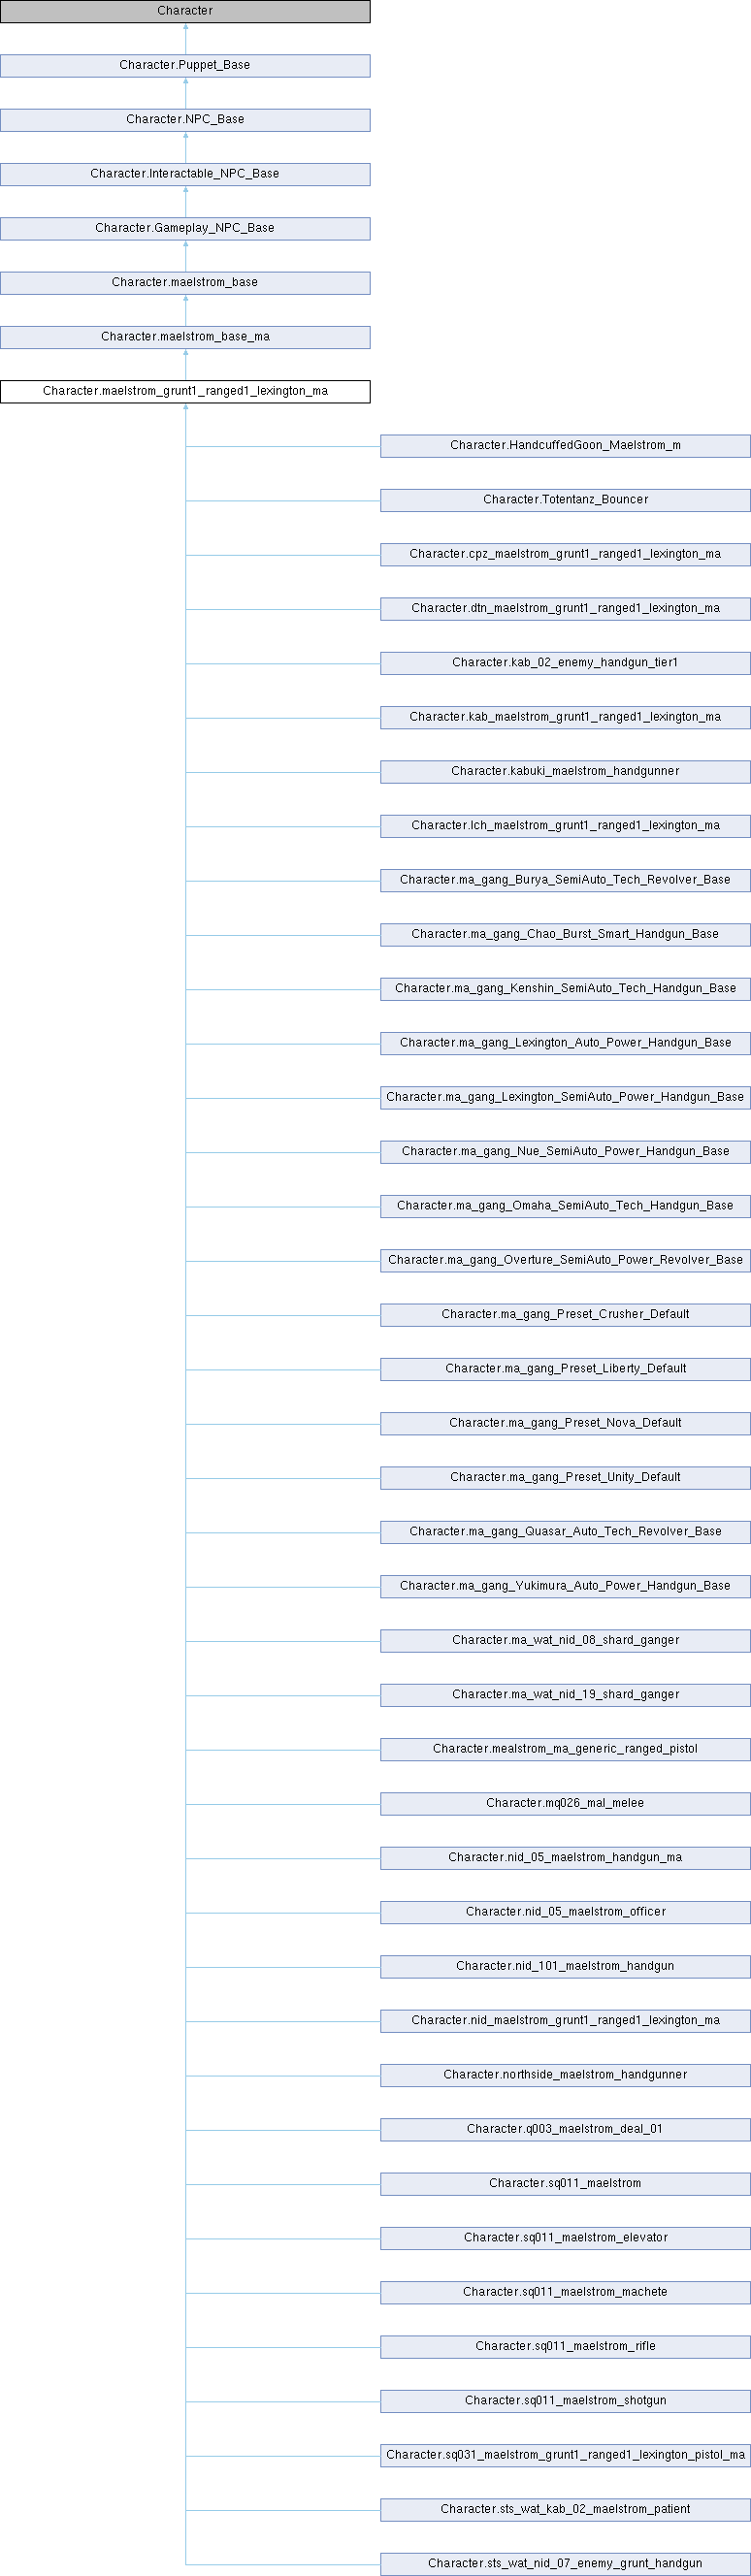 Character
Character.Puppet_Base
Character.NPC_Base
Character.Interactable_NPC_Base
Character.Gameplay_NPC_Base
Character.maelstrom_base
Character.maelstrom_base_ma
Character.maelstrom_grunt1_ranged1_lexington_ma
Character.HandcuffedGoon_Maelstrom_m
Character.Totentanz_Bouncer
Character.cpz_maelstrom_grunt1_ranged1_lexington_ma
Character.dtn_maelstrom_grunt1_ranged1_lexington_ma
Character.kab_02_enemy_handgun_tier1
Character.kab_maelstrom_grunt1_ranged1_lexington_ma
Character.kabuki_maelstrom_handgunner
Character.lch_maelstrom_grunt1_ranged1_lexington_ma
Character.ma_gang_Burya_SemiAuto_Tech_Revolver_Base
Character.ma_gang_Chao_Burst_Smart_Handgun_Base
Character.ma_gang_Kenshin_SemiAuto_Tech_Handgun_Base
Character.ma_gang_Lexington_Auto_Power_Handgun_Base
Character.ma_gang_Lexington_SemiAuto_Power_Handgun_Base
Character.ma_gang_Nue_SemiAuto_Power_Handgun_Base
Character.ma_gang_Omaha_SemiAuto_Tech_Handgun_Base
Character.ma_gang_Overture_SemiAuto_Power_Revolver_Base
Character.ma_gang_Preset_Crusher_Default
Character.ma_gang_Preset_Liberty_Default
Character.ma_gang_Preset_Nova_Default
Character.ma_gang_Preset_Unity_Default
Character.ma_gang_Quasar_Auto_Tech_Revolver_Base
Character.ma_gang_Yukimura_Auto_Power_Handgun_Base
Character.ma_wat_nid_08_shard_ganger
Character.ma_wat_nid_19_shard_ganger
Character.mealstrom_ma_generic_ranged_pistol
Character.mq026_mal_melee
Character.nid_05_maelstrom_handgun_ma
Character.nid_05_maelstrom_officer
Character.nid_101_maelstrom_handgun
Character.nid_maelstrom_grunt1_ranged1_lexington_ma
Character.northside_maelstrom_handgunner
Character.q003_maelstrom_deal_01
Character.sq011_maelstrom
Character.sq011_maelstrom_elevator
Character.sq011_maelstrom_machete
Character.sq011_maelstrom_rifle
Character.sq011_maelstrom_shotgun
Character.sq031_maelstrom_grunt1_ranged1_lexington_pistol_ma
Character.sts_wat_kab_02_maelstrom_patient
Character.sts_wat_nid_07_enemy_grunt_handgun